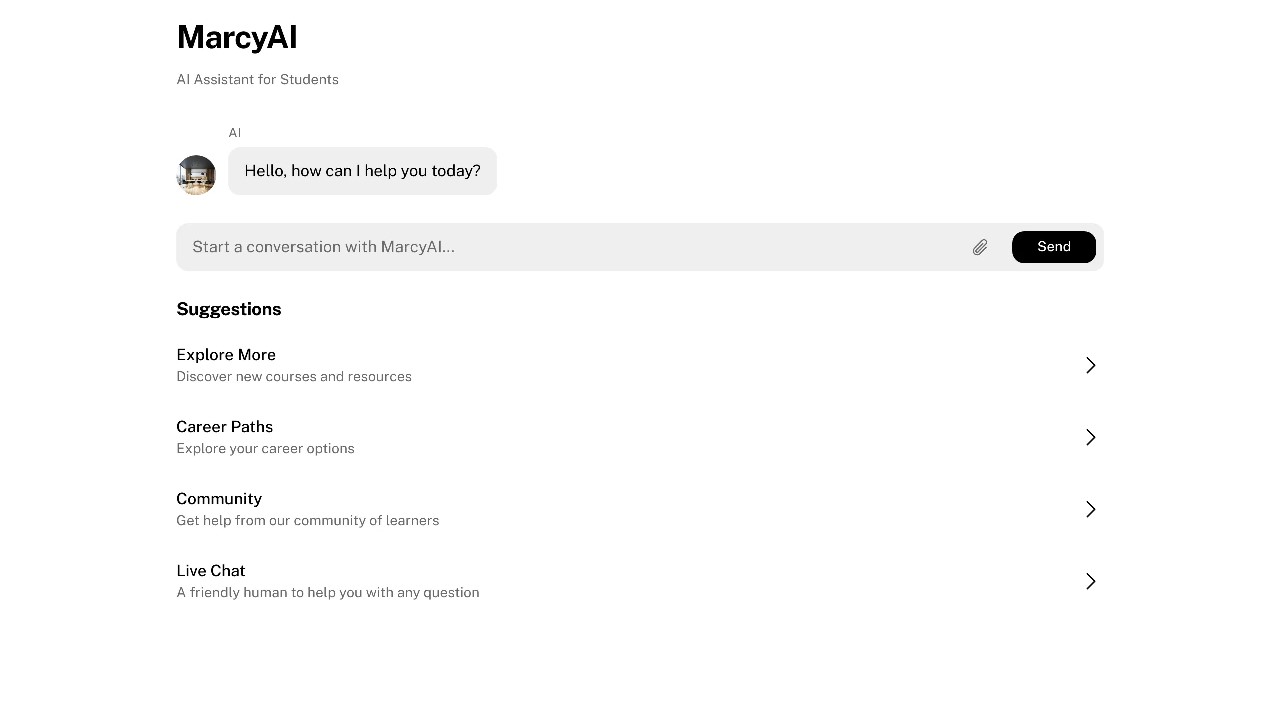 MarcyAI
AI Assistant for Students
AI
Hello, how can I help you today?
Start a conversation with MarcyAI...
Send
Suggestions
Explore More
Discover new courses and resources
Career Paths
Explore your career options
Community
Get help from our community of learners
Live Chat
A friendly human to help you with any question